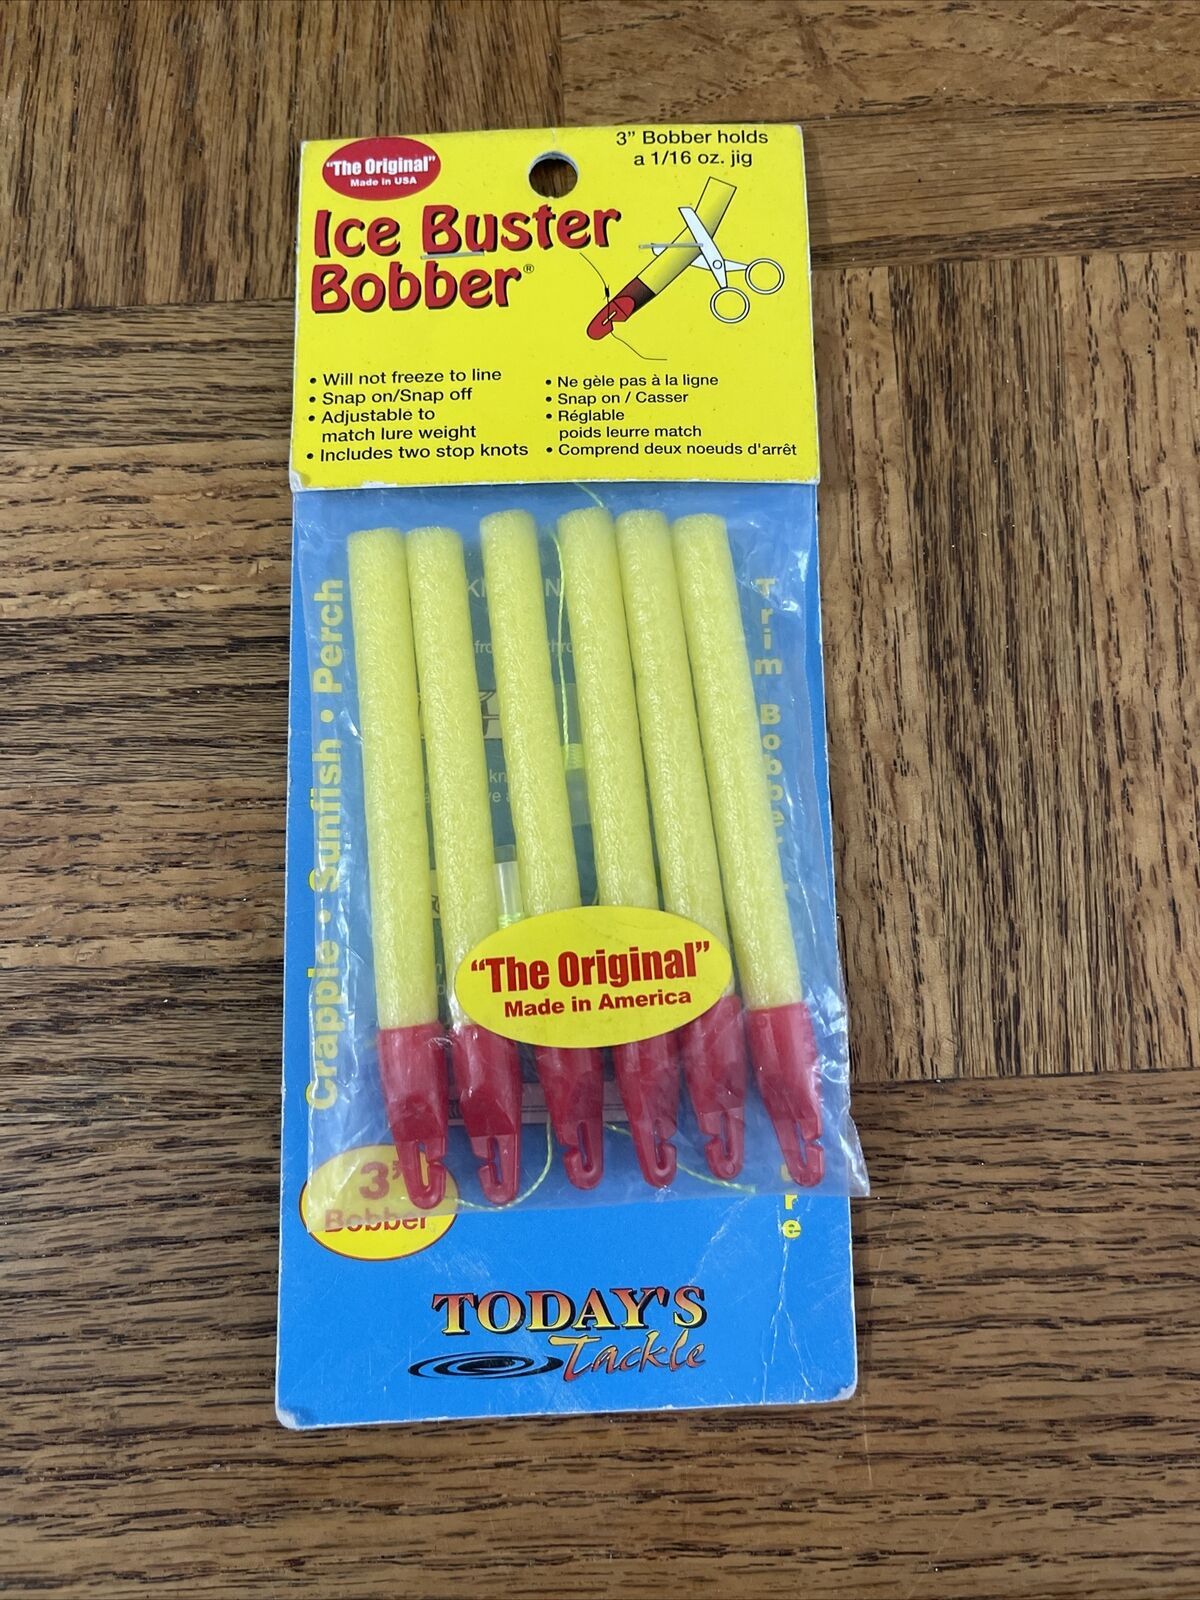 "The Original"
Made in USA
3” Bobber holds
a 1/16 oz. jig
Ice Buster
Bobber®
• Will not freeze to line
• Snap on/Snap off
• Adjustable to
match lure weight
• Includes two stop knots
• Ne gèle pas à la ligne
• Snap on / Casser
• Réglable
poids leurre match
• Comprend deux noeuds d'arrêt
Crappie • Sunfish • Perch
Trim Bobber
"The Original"
Made in America
3”
Bobber
TODAY'S
Tackle